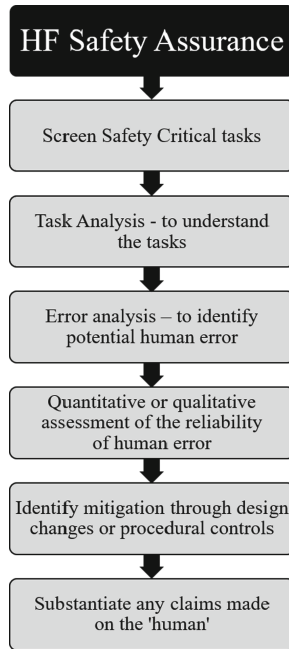 HF Safety Assurance
Screen Safety Critical tasks
Task Analysis - to understand
the tasks
Error analysis – to identify
potential human error
Quantitative or qualitative
assessment of the reliability
of human error
Identify mitigation through design
changes or procedural controls
Substantiate any claims made
on the 'human'